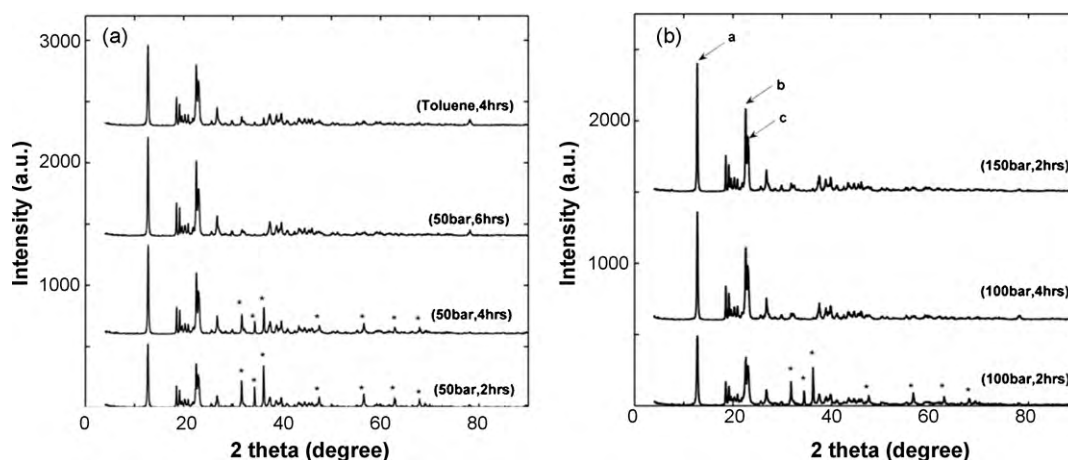 (a)
3000
(Toluene,4hrs)
2000
(50bar,6hrs)
1000
* * * * * * *
(50bar,4hrs)
* * * * * * *
(50bar,2hrs)
0 20 40 60 80
2 theta (degree)
Intensity (a.u.)
(b)
a
b
c
2000
(150bar,2hrs)
1000
(100bar,4hrs)
* * * * * * *
(100bar,2hrs)
0 20 40 60 80
2 theta (degree)
Intensity (a.u.)